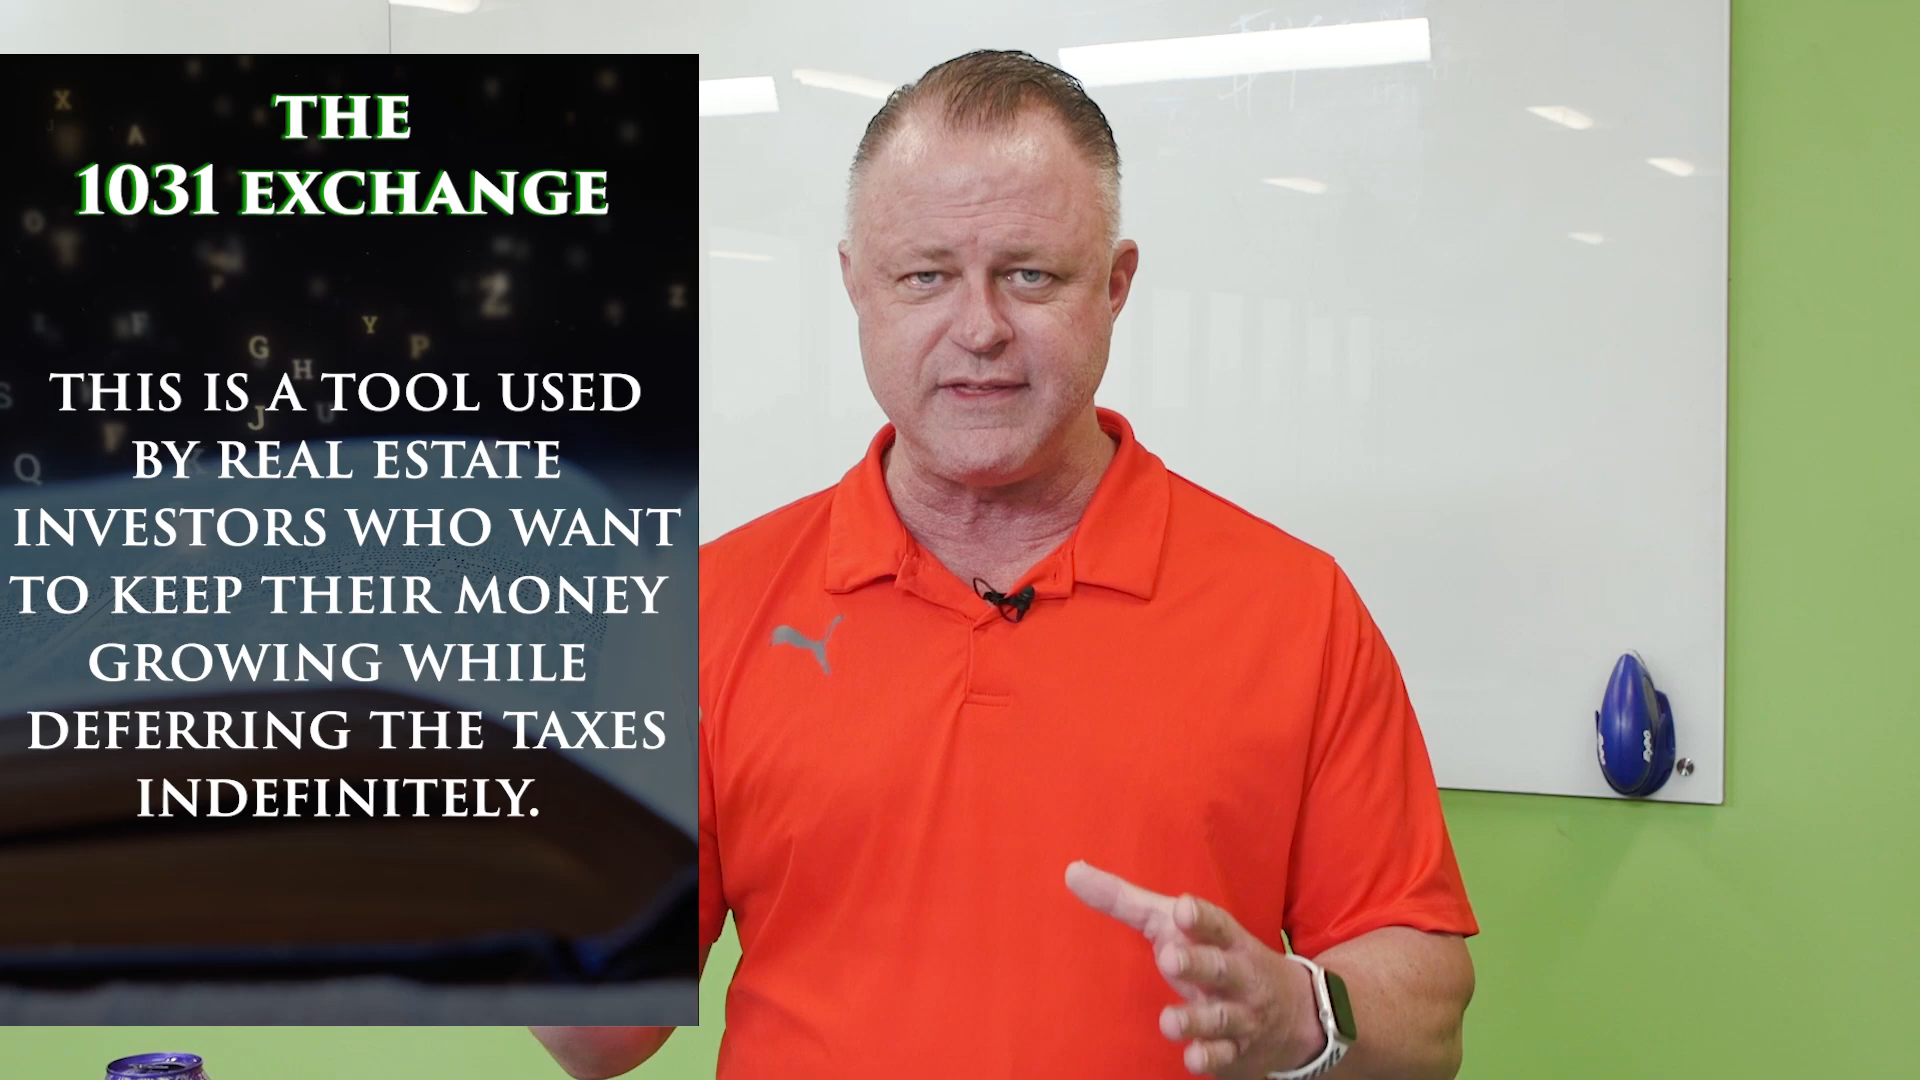 THE
1031 EXCHANGE
THIS IS A TOOL USED
BY REAL ESTATE
INVESTORS WHO WANT
TO KEEP THEIR MONEY
GROWING WHILE
DEFERRING THE TAXES
INDEFINITELY.